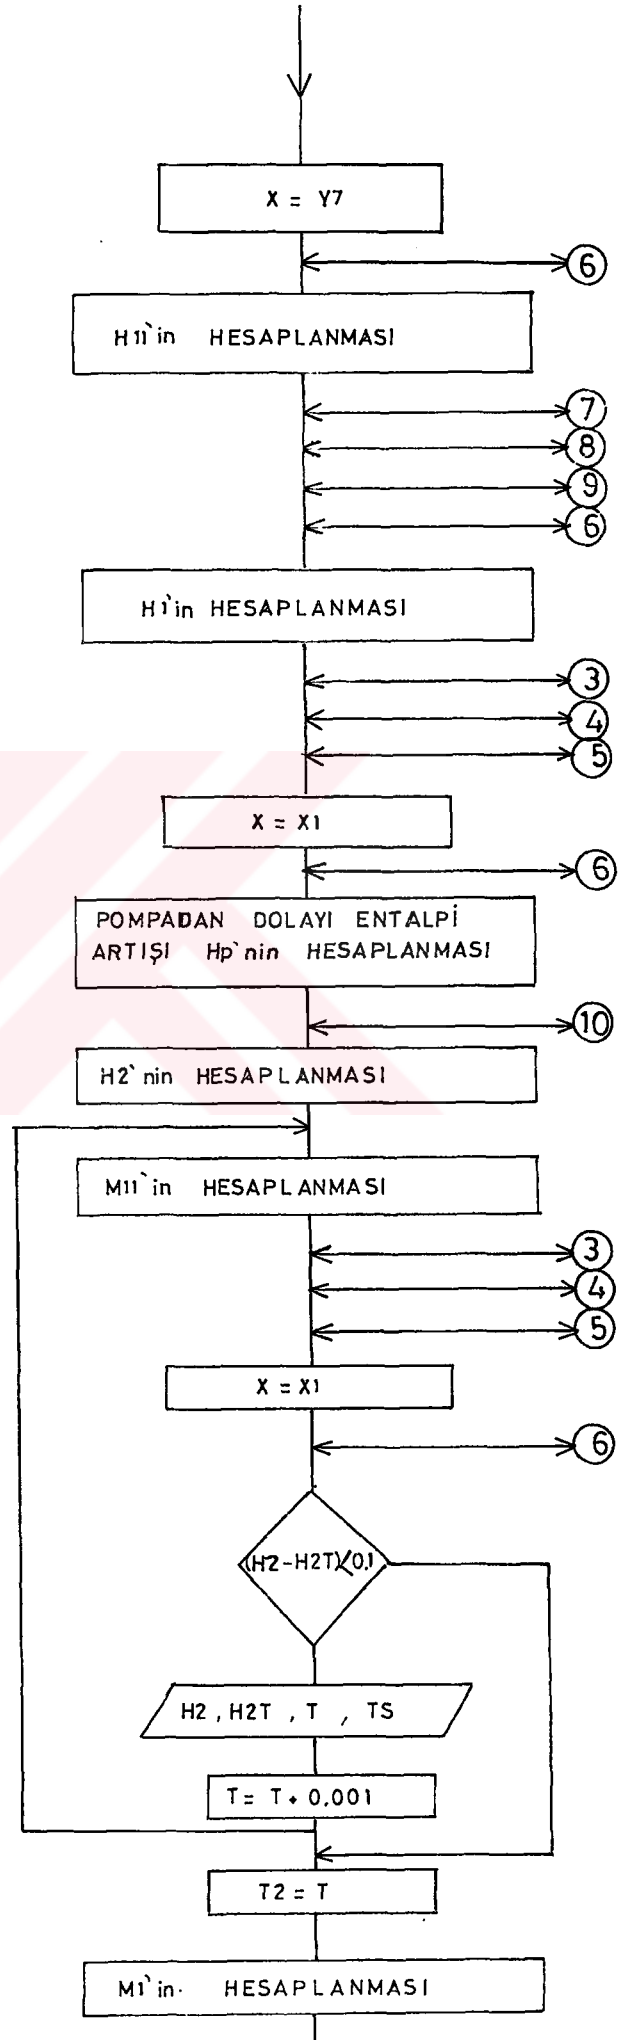 X = Y7
6
H11`in HESAPLANMASI
7
8
9
6
H1`in HESAPLANMASI
3
4
5
X = X1
6
POMPADAN DOLAYI ENTALPİ
ARTIŞI Hp`nin HESAPLANMASI
10
H2`nin HESAPLANMASI
M11`in HESAPLANMASI
3
4
5
X = X1
6
(H2-H2T)<0.1
H2 , H2T , T , TS
T = T + 0.001
T2 = T
M1`in HESAPLANMASI